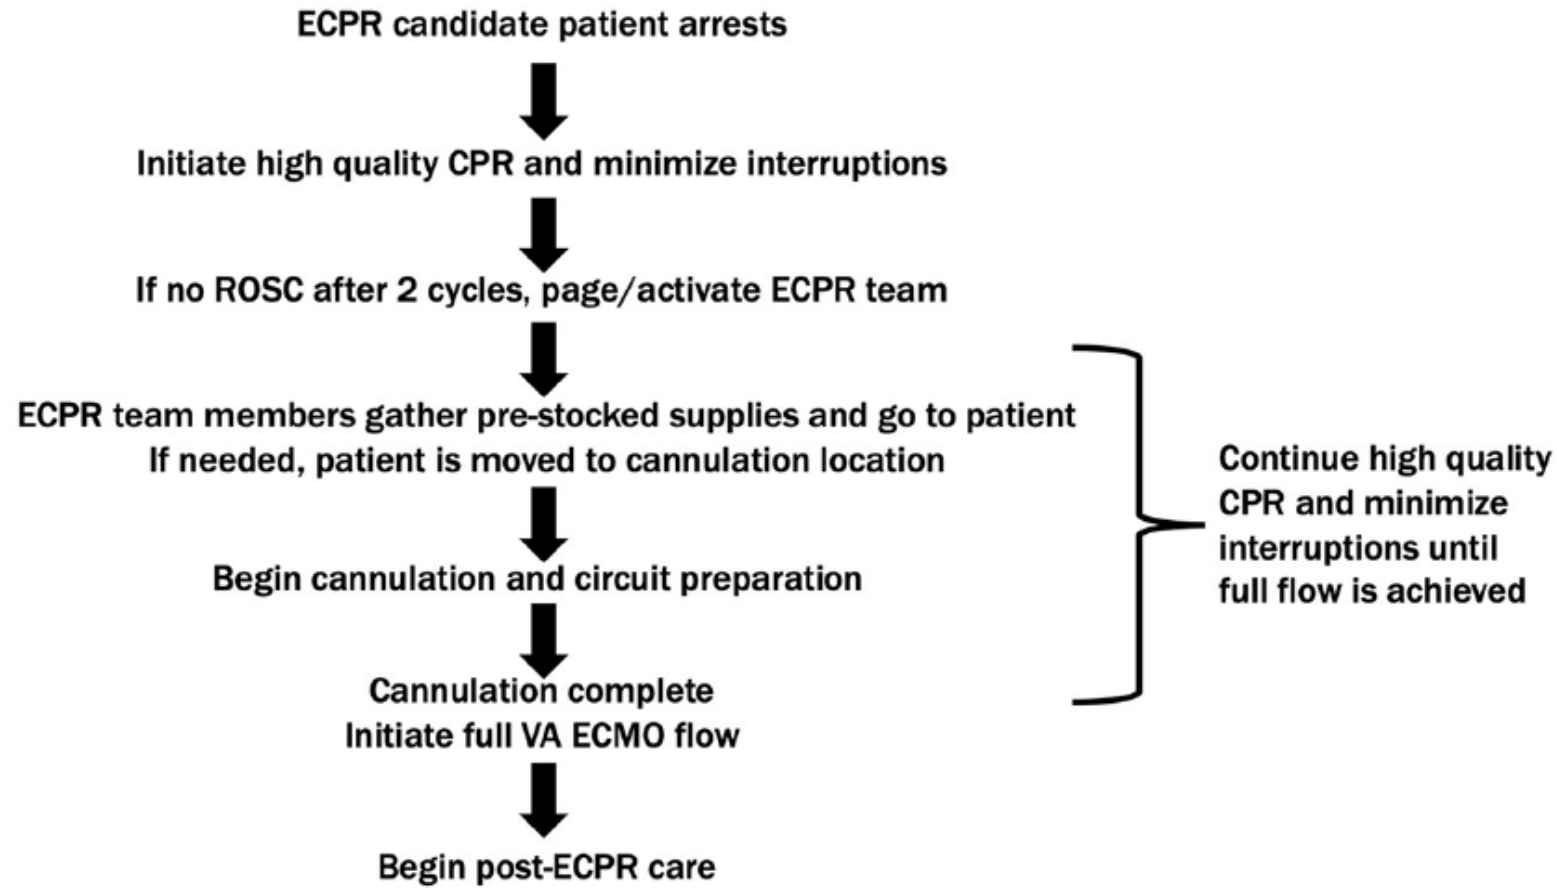 ECPR candidate patient arrests
Initiate high quality CPR and minimize interruptions
If no ROSC after 2 cycles, page/activate ECPR team
ECPR team members gather pre-stocked supplies and go to patient
If needed, patient is moved to cannulation location
Begin cannulation and circuit preparation
Cannulation complete
Initiate full VA ECMO flow
Continue high quality
CPR and minimize
interruptions until
full flow is achieved
Begin post-ECPR care